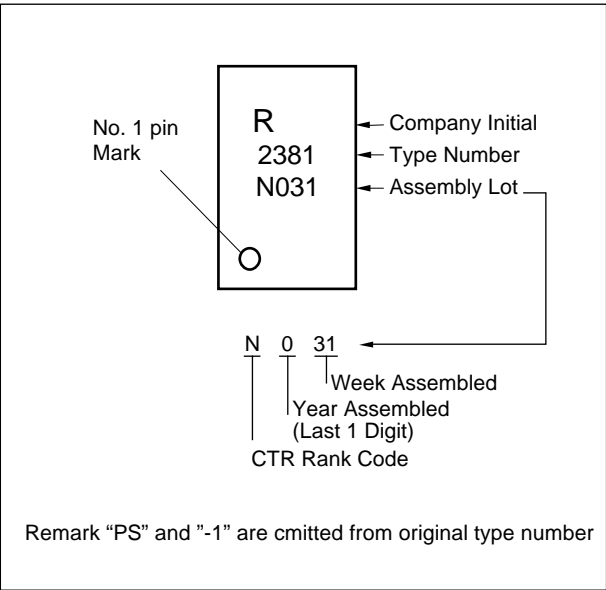 No. 1 pin
Mark
R
2381
N031
Company Initial
Type Number
Assembly Lot
N 0 31
Week Assembled
Year Assembled
(Last 1 Digit)
CTR Rank Code
Remark “PS” and ”-1” are cmitted from original type number